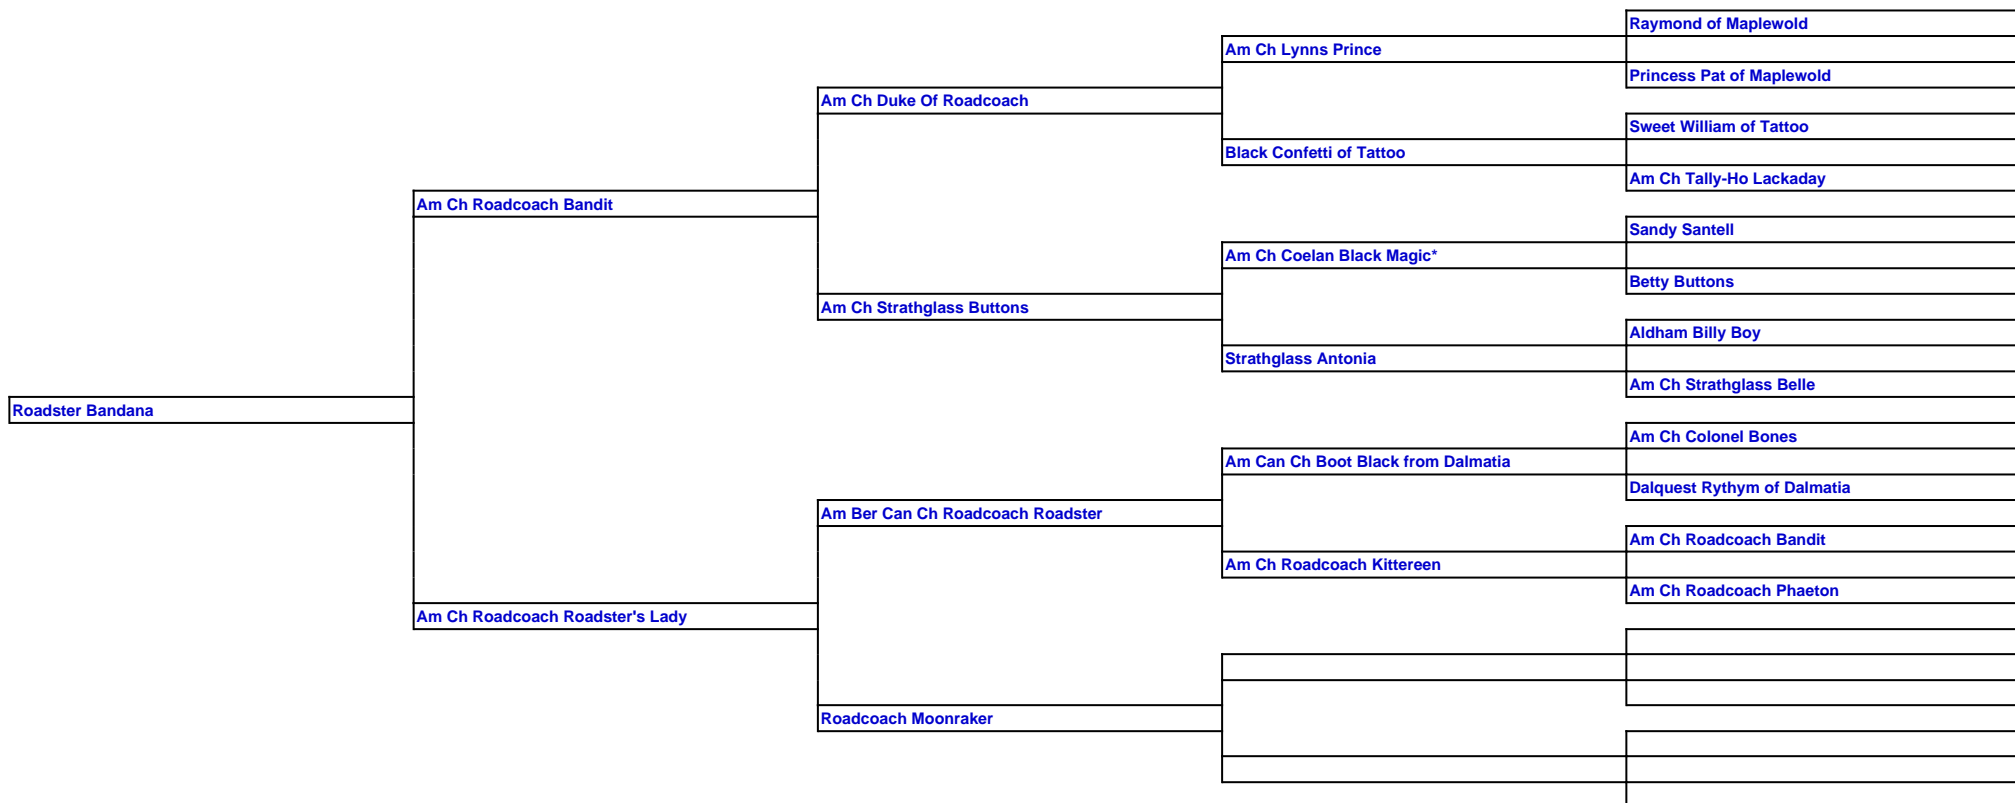 Raymond of Maplewold
Am Ch Lynns Prince
Princess Pat of Maplewold
Am Ch Duke Of Roadcoach
Sweet William of Tattoo
Black Confetti of Tattoo
Am Ch Tally-Ho Lackaday
Am Ch Roadcoach Bandit
Sandy Santell
Am Ch Coelan Black Magic*
Betty Buttons
Am Ch Strathglass Buttons
Aldham Billy Boy
Strathglass Antonia
Am Ch Strathglass Belle
Roadster Bandana
Am Ch Colonel Bones
Am Can Ch Boot Black from Dalmatia
Dalquest Rythym of Dalmatia
Am Ber Can Ch Roadcoach Roadster
Am Ch Roadcoach Bandit
Am Ch Roadcoach Kittereen
Am Ch Roadcoach Phaeton
Am Ch Roadcoach Roadster's Lady
Roadcoach Moonraker